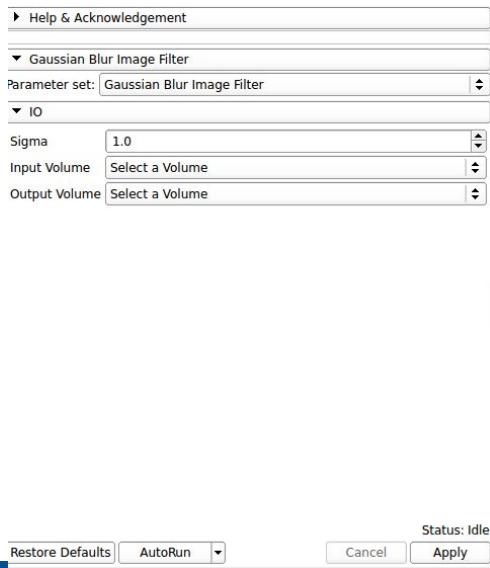 Help & Acknowledgement
Gaussian Blur Image Filter
Parameter set: Gaussian Blur Image Filter
IO
Sigma 1.0
Input Volume Select a Volume
Output Volume Select a Volume
Status: Idle
Restore Defaults AutoRun Cancel Apply